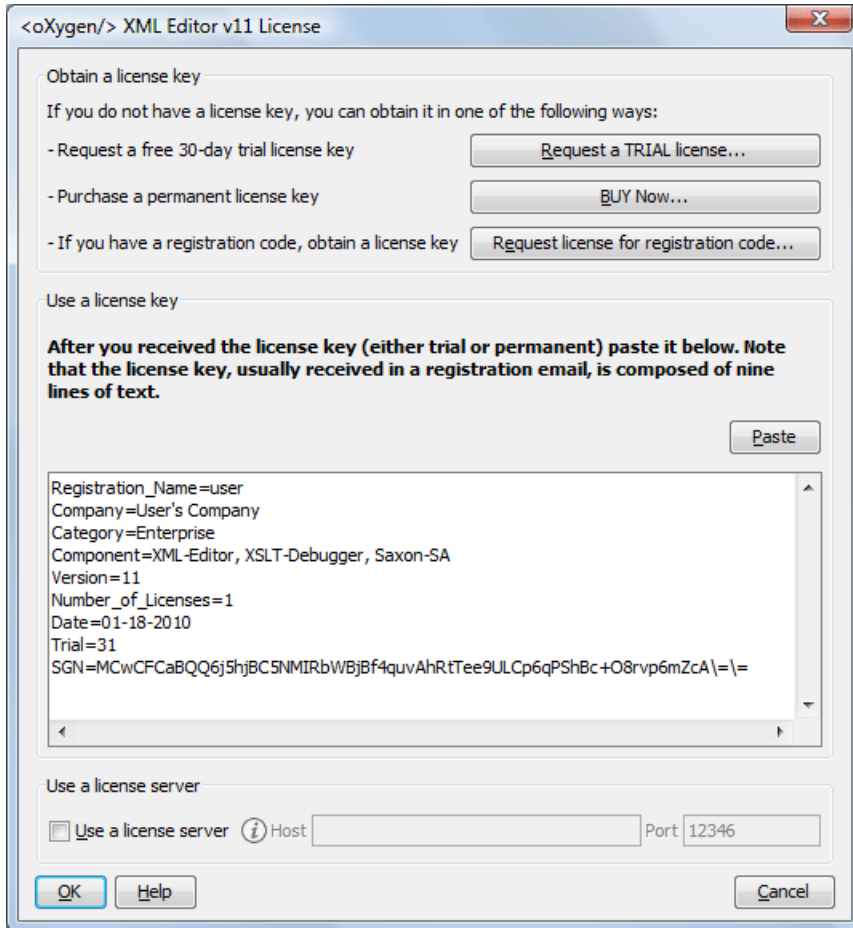 <oXygen/> XML Editor v11 License
Obtain a license key
If you do not have a license key, you can obtain it in one of the following ways:
- Request a free 30-day trial license key
Request a TRIAL license...
- Purchase a permanent license key
BUY Now...
- If you have a registration code, obtain a license key
Request license for registration code...
Use a license key
After you received the license key (either trial or permanent) paste it below. Note
that the license key, usually received in a registration email, is composed of nine
lines of text.
Paste
Registration_Name=user
Company=User's Company
Category=Enterprise
Component=XML-Editor, XSLT-Debugger, Saxon-SA
Version=11
Number_of_Licenses=1
Date=01-18-2010
Trial=31
SGN=MCwCFCaBQQ6j5hjBC5NMIRbWBjBf4quvAhRtTee9ULCp6qPShBc+O8rvp6mZcA\=\=
Use a license server
Use a license server
Host
Port
12346
OK
Help
Cancel